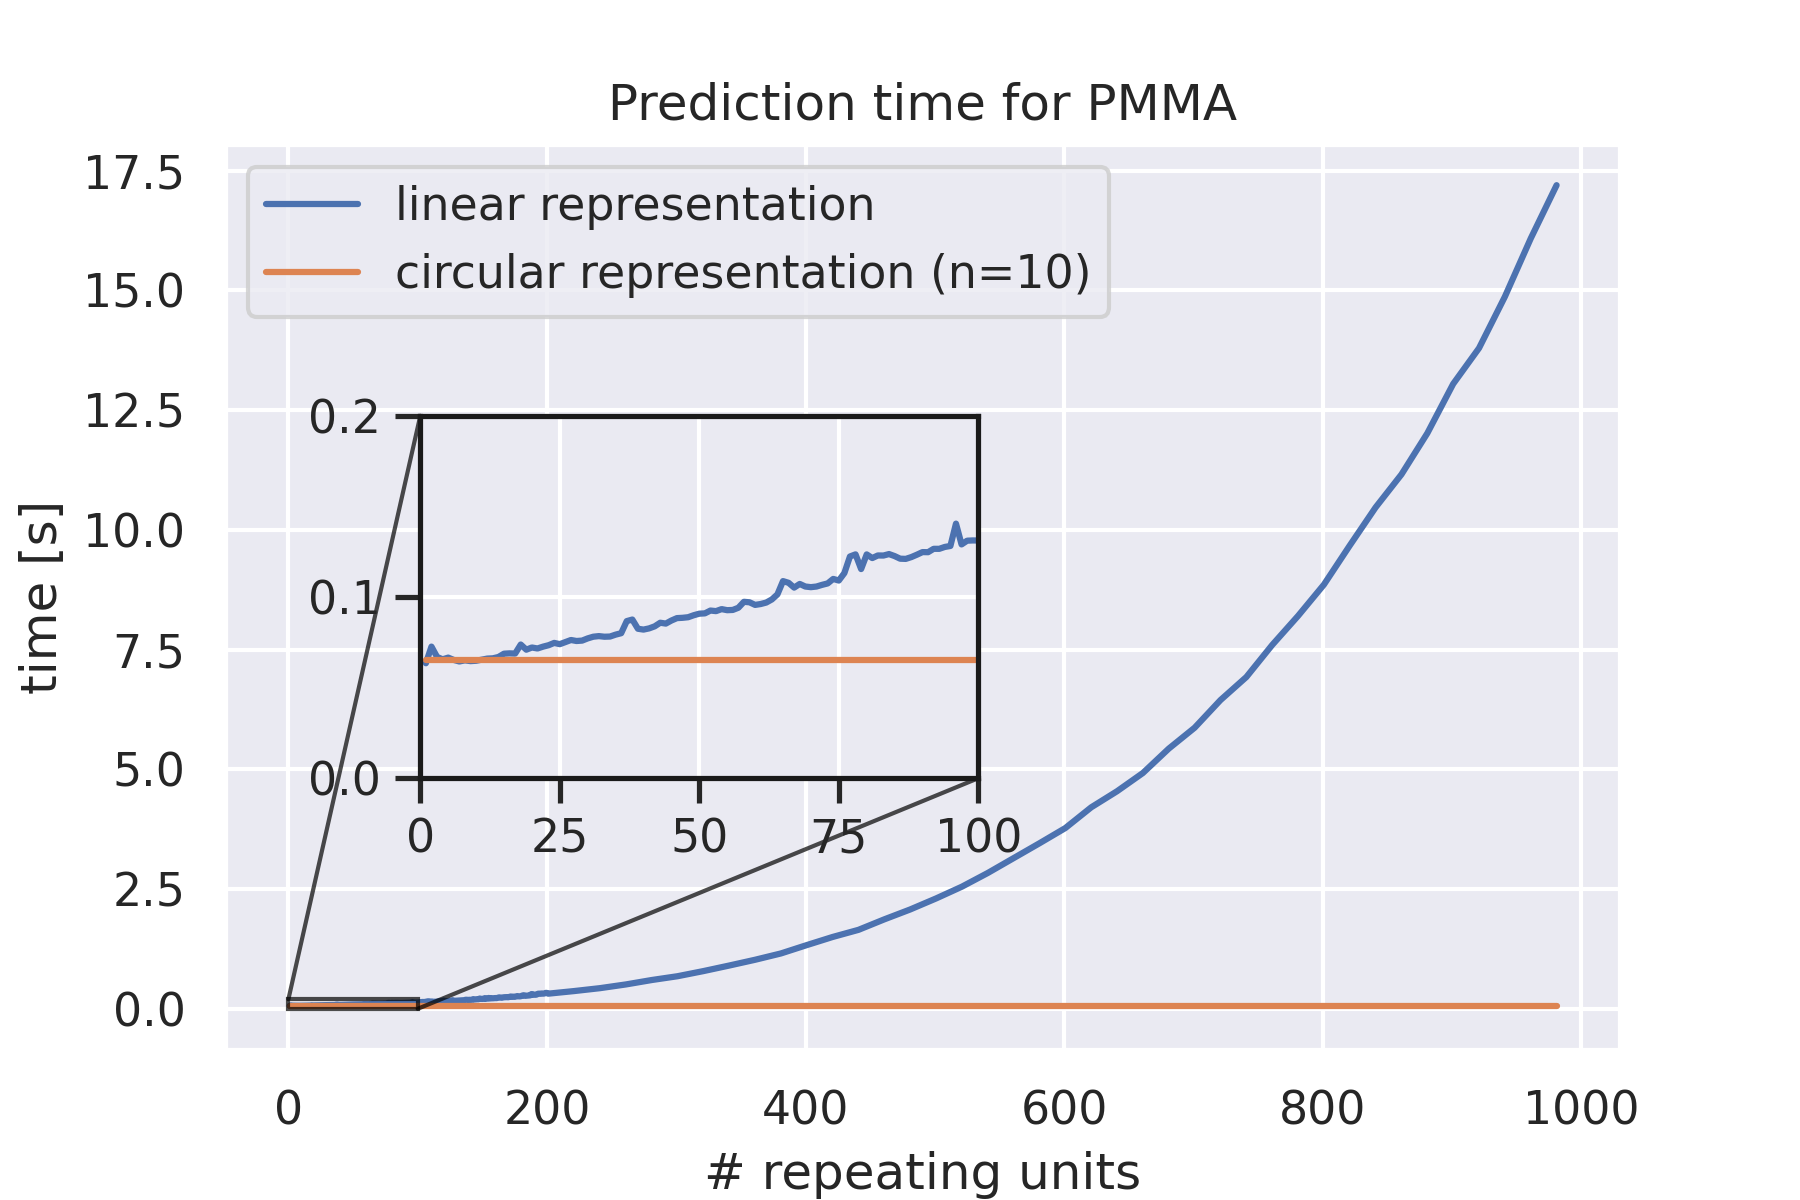 Prediction time for PMMA
linear representation
circular representation (n=10)
time [s]
17.5
15.0
12.5
10.0
7.5
5.0
2.5
0.0
0.2
0.1
0.0
0 25 50 75 100
0 200 400 600 800 1000
# repeating units